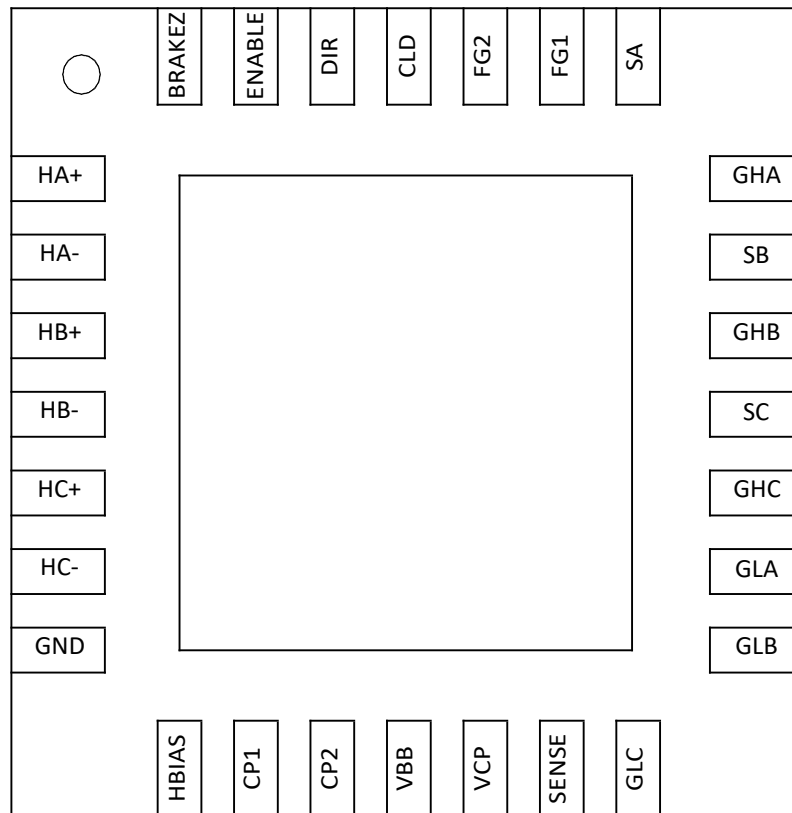 BRAKEZ
ENABLE
DIR
CLD
FG2
FG1
SA
HA+
HA-
HB+
HB-
HC+
HC-
GND
GHA
SB
GHB
SC
GHC
GLA
GLB
HBIAS
CP1
CP2
VBB
VCP
SENSE
GLC